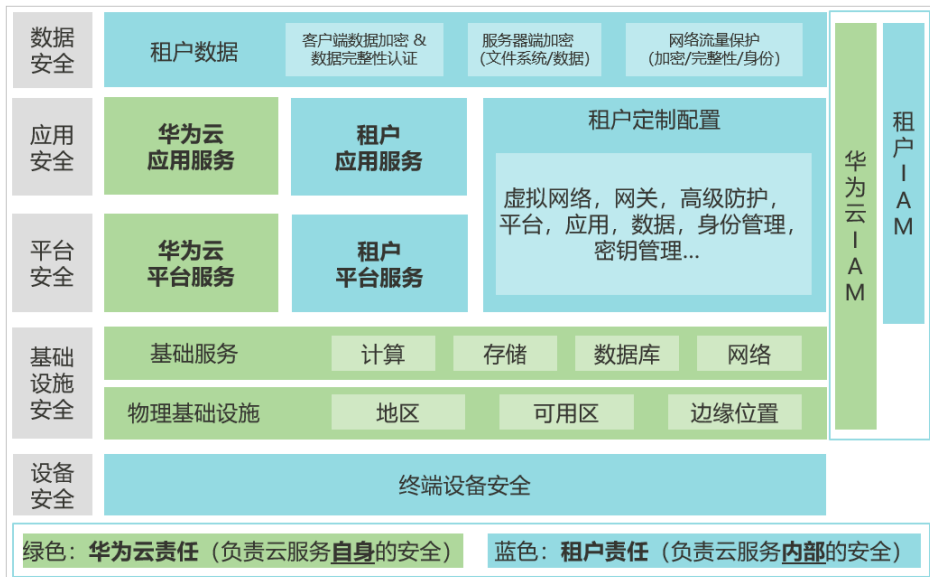 数据
安全
租户数据
客户端数据加密 &
数据完整性认证
服务器端加密
(文件系统/数据)
网络流量保护
(加密/完整性/身份)
应用
安全
华为云
应用服务
租户
应用服务
租户定制配置
虚拟网络，网关，高级防护，
平台，应用，数据，身份管理，
密钥管理...
平台
安全
华为云
平台服务
租户
平台服务
基础
设施
安全
基础服务
计算
存储
数据库
网络
物理基础设施
地区
可用区
边缘位置
设备
安全
终端设备安全
华为云IAM
租户IAM
绿色：华为云责任（负责云服务自身的安全）
蓝色：租户责任（负责云服务内部的安全）